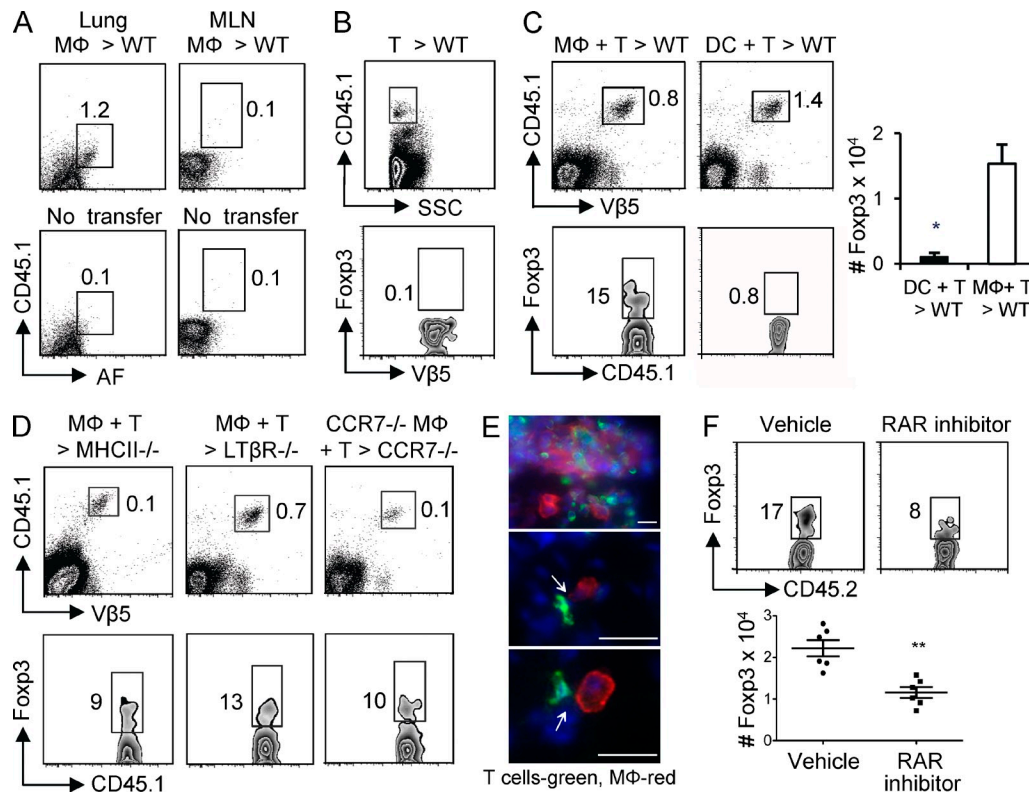 A
Lung
MΦ > WT
MLN
MΦ > WT
1.2
0.1
No transfer
No transfer
0.1
0.1
CD45.1
AF
B
T > WT
CD45.1
SSC
Foxp3
0.1
Vβ5
C
MΦ + T > WT
DC + T > WT
CD45.1
0.8
1.4
Vβ5
Foxp3
15
0.8
CD45.1
# Foxp3 x 10⁴
2
1
0
*
DC + T
> WT
MΦ+ T
> WT
D
MΦ + T
> MHCII-/-
MΦ + T
> LTβR-/-
CCR7-/- MΦ
+ T > CCR7-/-
CD45.1
0.1
0.7
0.1
Vβ5
Foxp3
9
13
10
CD45.1
E
T cells-green, MΦ-red
F
Vehicle
RAR inhibitor
Foxp3
17
8
CD45.2
# Foxp3 x 10⁴
3
2
1
0
**
Vehicle
RAR
inhibitor